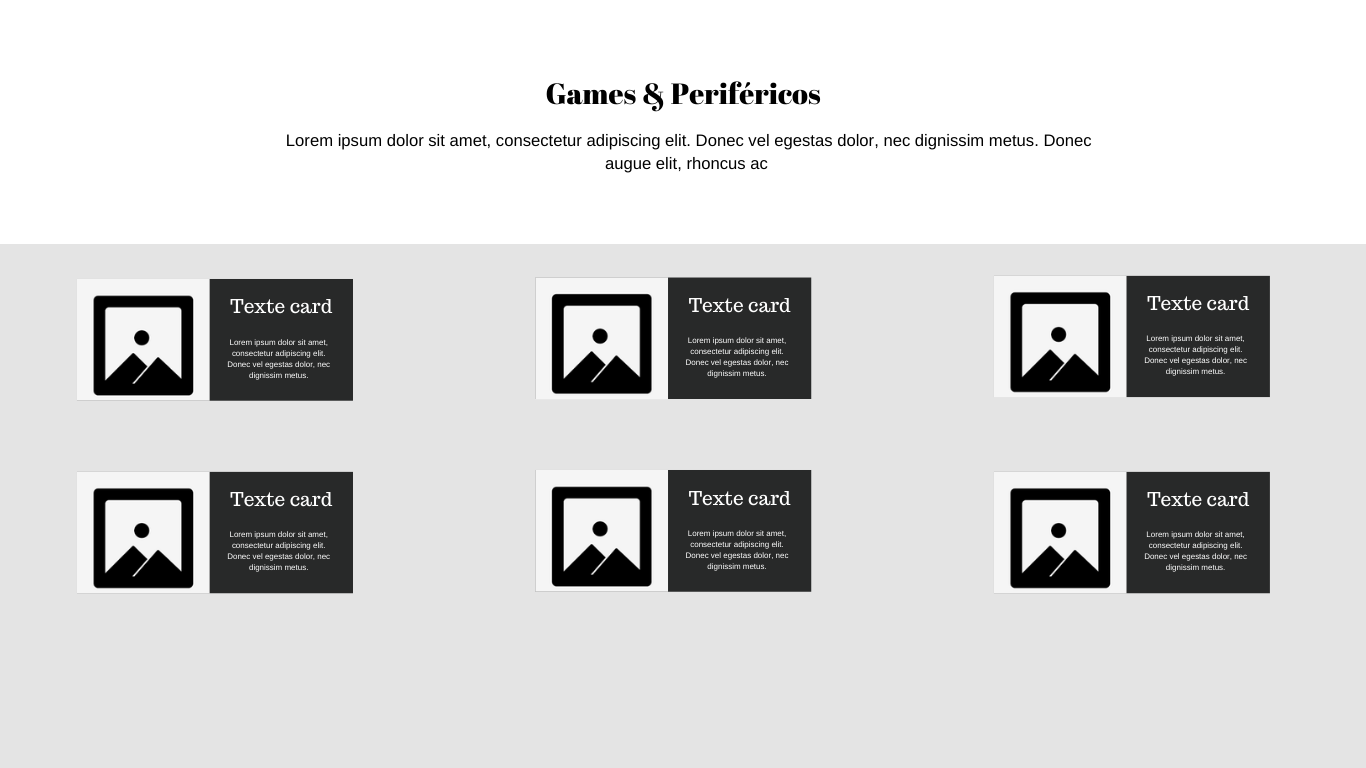 Games & Periféricos
Lorem ipsum dolor sit amet, consectetur adipiscing elit. Donec vel egestas dolor, nec dignissim metus. Donec
augue elit, rhoncus ac
Texte card
Lorem ipsum dolor sit amet,
consectetur adipiscing elit.
Donec vel egestas dolor, nec
dignissim metus.
Texte card
Lorem ipsum dolor sit amet,
consectetur adipiscing elit.
Donec vel egestas dolor, nec
dignissim metus.
Texte card
Lorem ipsum dolor sit amet,
consectetur adipiscing elit.
Donec vel egestas dolor, nec
dignissim metus.
Texte card
Lorem ipsum dolor sit amet,
consectetur adipiscing elit.
Donec vel egestas dolor, nec
dignissim metus.
Texte card
Lorem ipsum dolor sit amet,
consectetur adipiscing elit.
Donec vel egestas dolor, nec
dignissim metus.
Texte card
Lorem ipsum dolor sit amet,
consectetur adipiscing elit.
Donec vel egestas dolor, nec
dignissim metus.